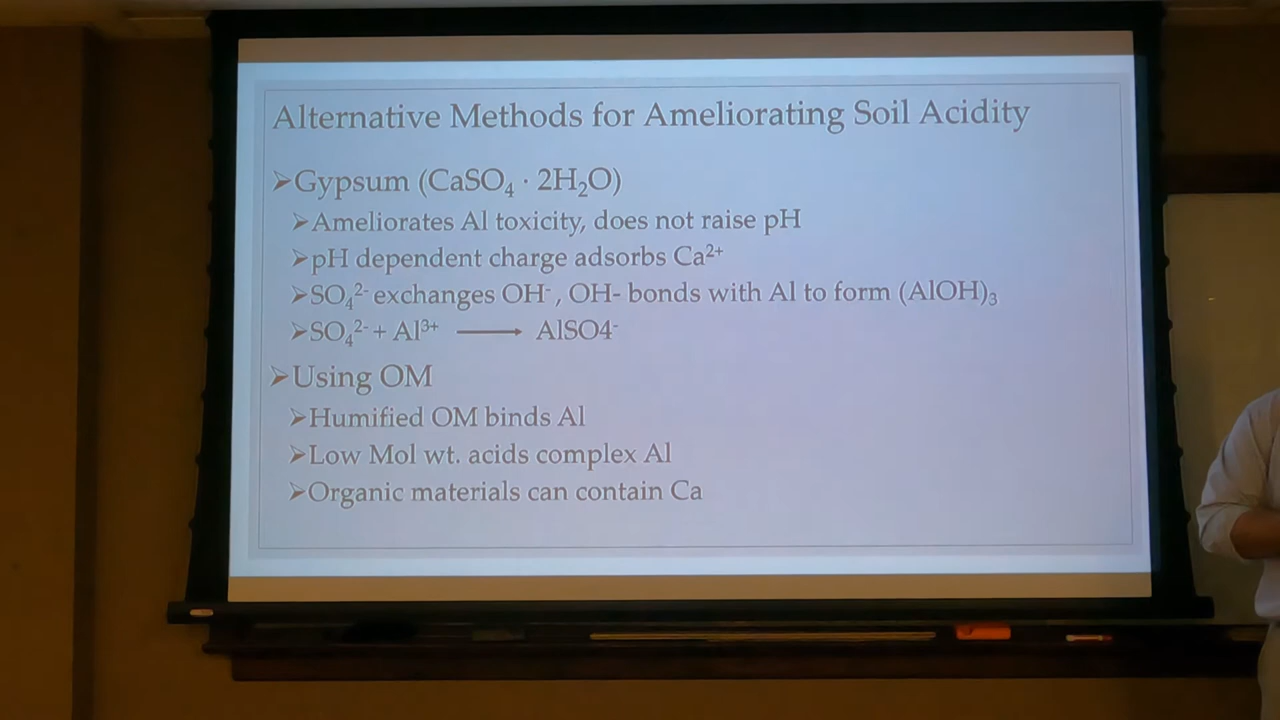 Alternative Methods for Ameliorating Soil Acidity
➢Gypsum (CaSO₄ · 2H₂O)
➢Ameliorates Al toxicity, does not raise pH
➢pH dependent charge adsorbs Ca²⁺
➢SO₄²⁻ exchanges OH⁻ , OH- bonds with Al to form (AlOH)₃
➢SO₄²⁻ + Al³⁺ ⟶ AlSO4⁻
➢Using OM
➢Humified OM binds Al
➢Low Mol wt. acids complex Al
➢Organic materials can contain Ca